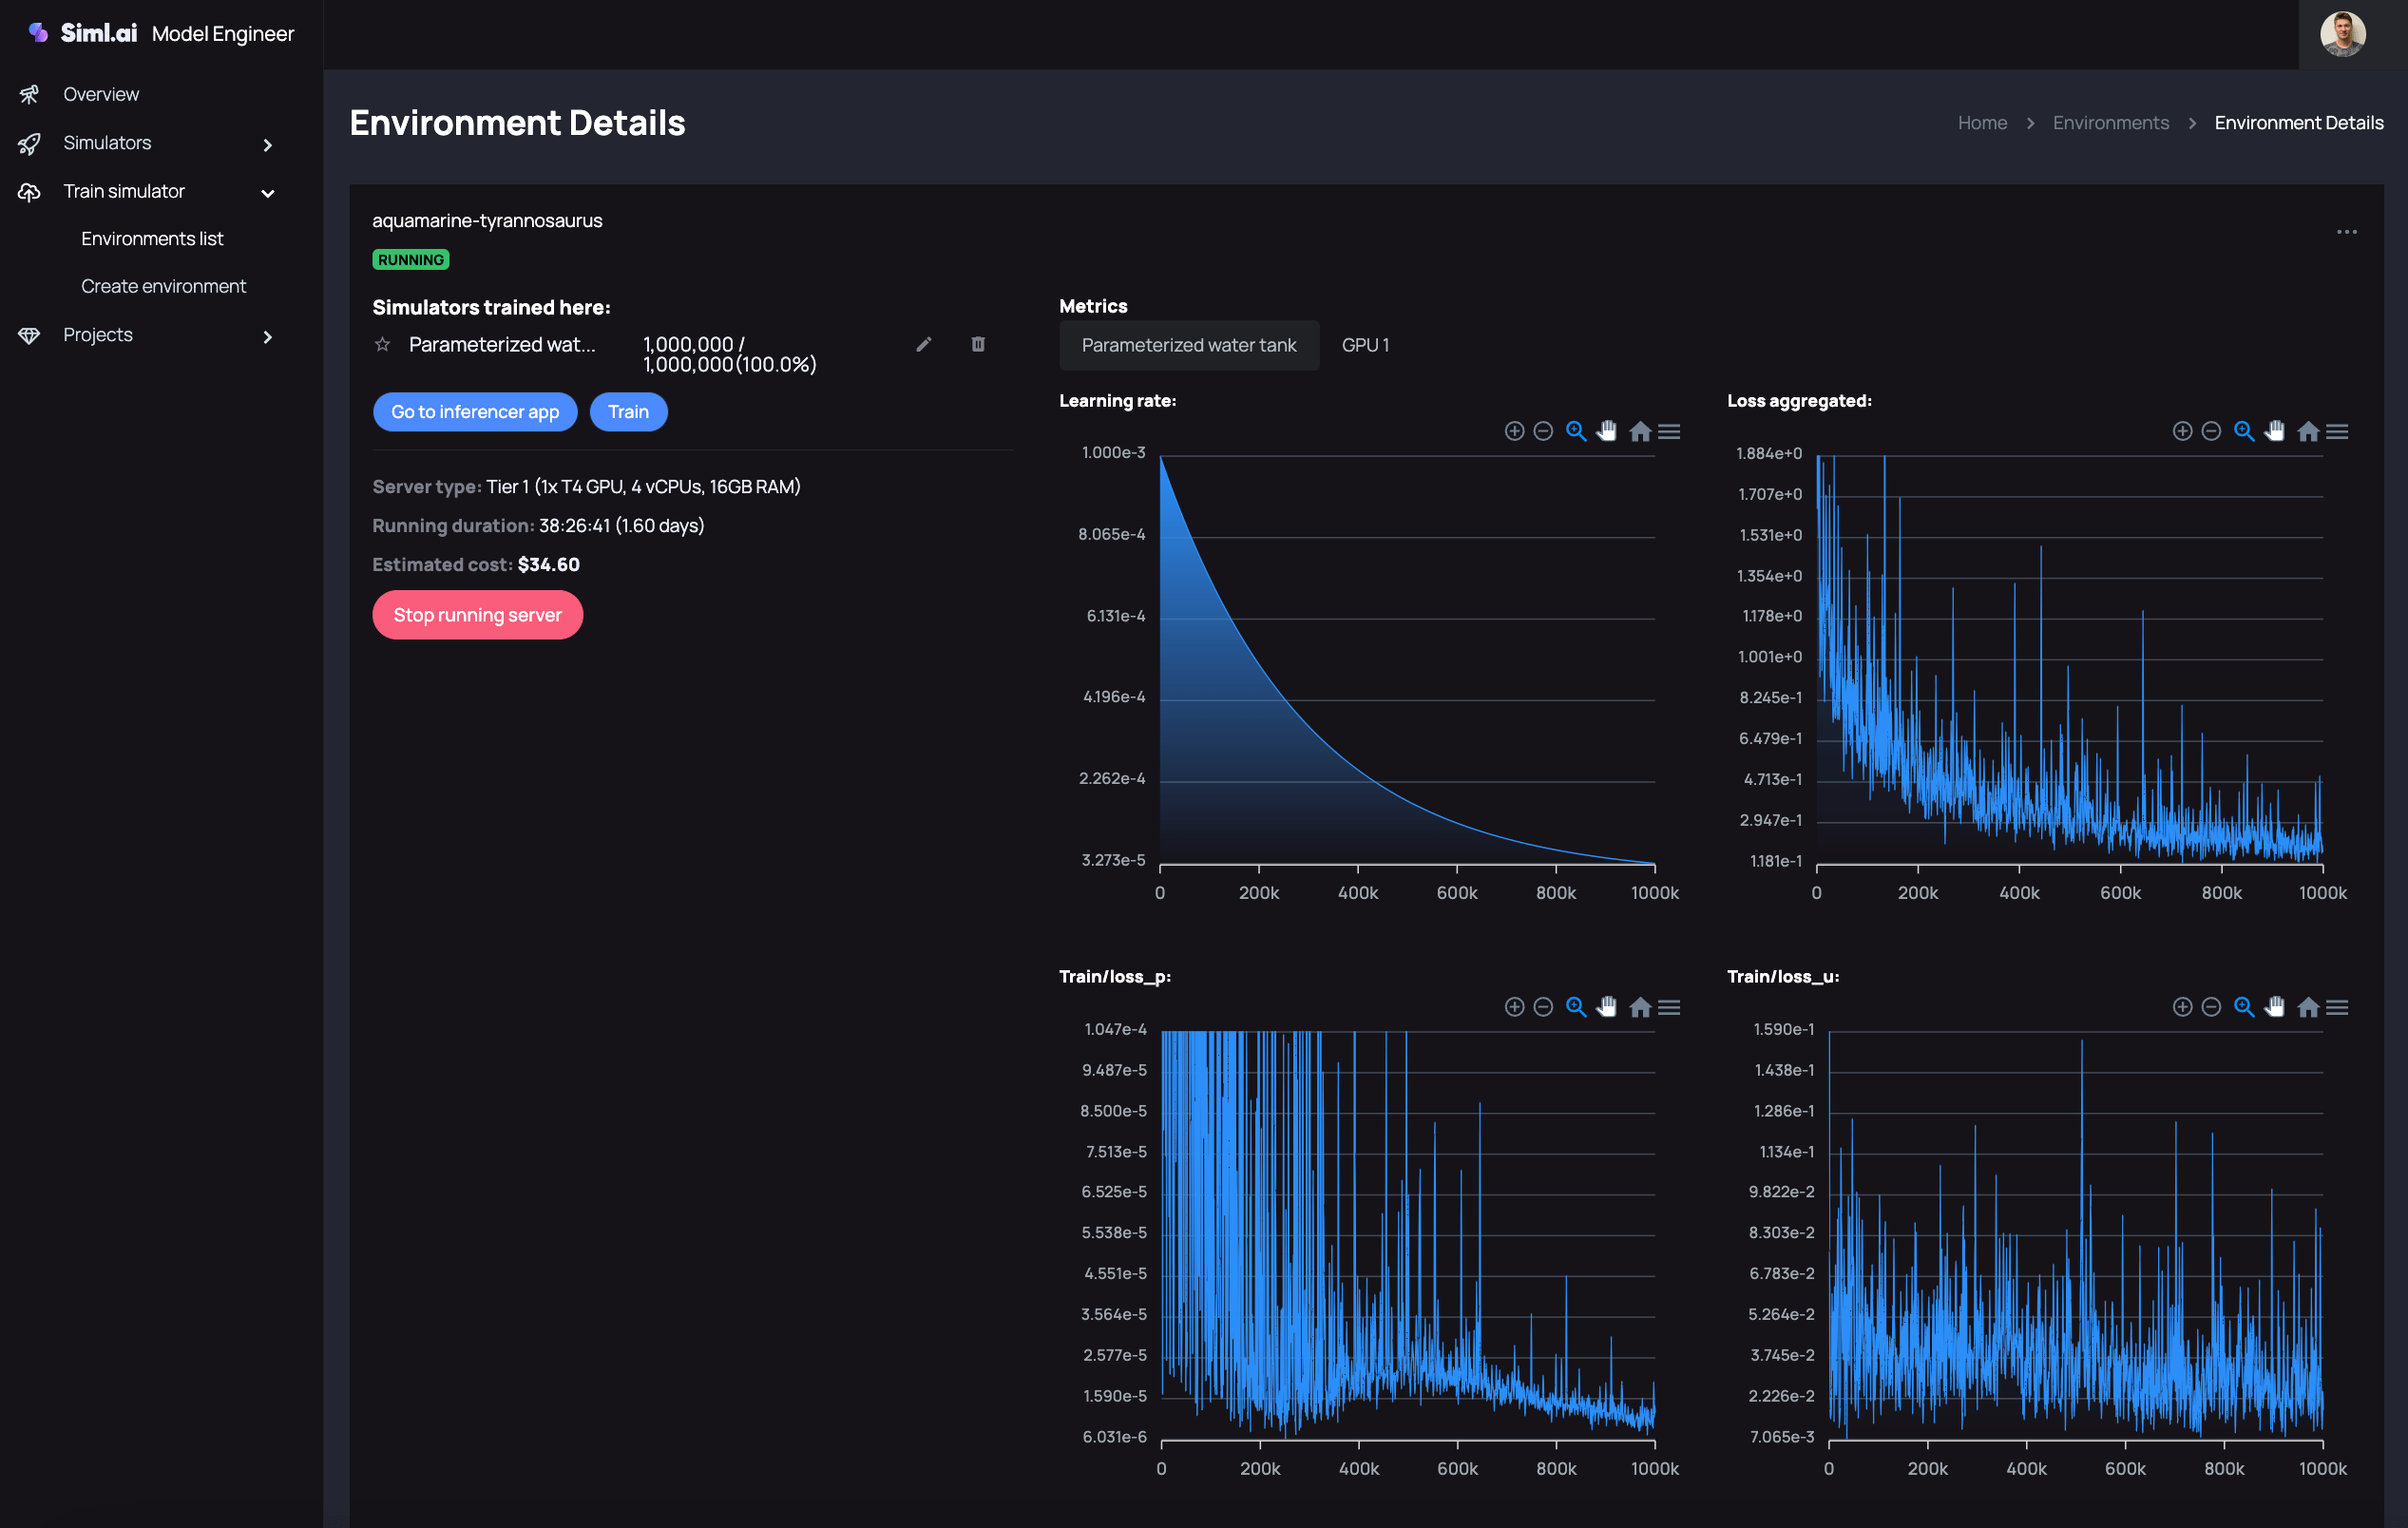 Siml.ai Model Engineer
Overview
Simulators
Train simulator
Environments list
Create environment
Projects
Environment Details
Home
Environments
Environment Details
aquamarine-tyrannosaurus
RUNNING
Simulators trained here:
Parameterized wat...
1,000,000 /
1,000,000(100.0%)
Go to inferencer app
Train
Server type: Tier 1 (1x T4 GPU, 4 vCPUs, 16GB RAM)
Running duration: 38:26:41 (1.60 days)
Estimated cost: $34.60
Stop running server
Metrics
Parameterized water tank
GPU 1
Learning rate:
1.000e-3
8.065e-4
6.131e-4
4.196e-4
2.262e-4
3.273e-5
0 200k 400k 600k 800k 1000k
Loss aggregated:
1.884e+0
1.707e+0
1.531e+0
1.354e+0
1.178e+0
1.001e+0
8.245e-1
6.479e-1
4.713e-1
2.947e-1
1.181e-1
0 200k 400k 600k 800k 1000k
Train/loss_p:
1.047e-4
9.487e-5
8.500e-5
7.513e-5
6.525e-5
5.538e-5
4.551e-5
3.564e-5
2.577e-5
1.590e-5
6.031e-6
0 200k 400k 600k 800k 1000k
Train/loss_u:
1.590e-1
1.438e-1
1.286e-1
1.134e-1
9.822e-2
8.303e-2
6.783e-2
5.264e-2
3.745e-2
2.226e-2
7.065e-3
0 200k 400k 600k 800k 1000k